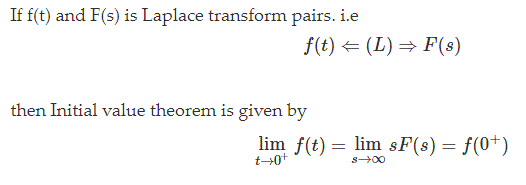 If f(t) and F(s) is Laplace transform pairs. i.e
f(t) ⇐ (L) ⇒ F(s)
then Initial value theorem is given by
lim t→0⁺ f(t) = lim s→∞ sF(s) = f(0⁺)